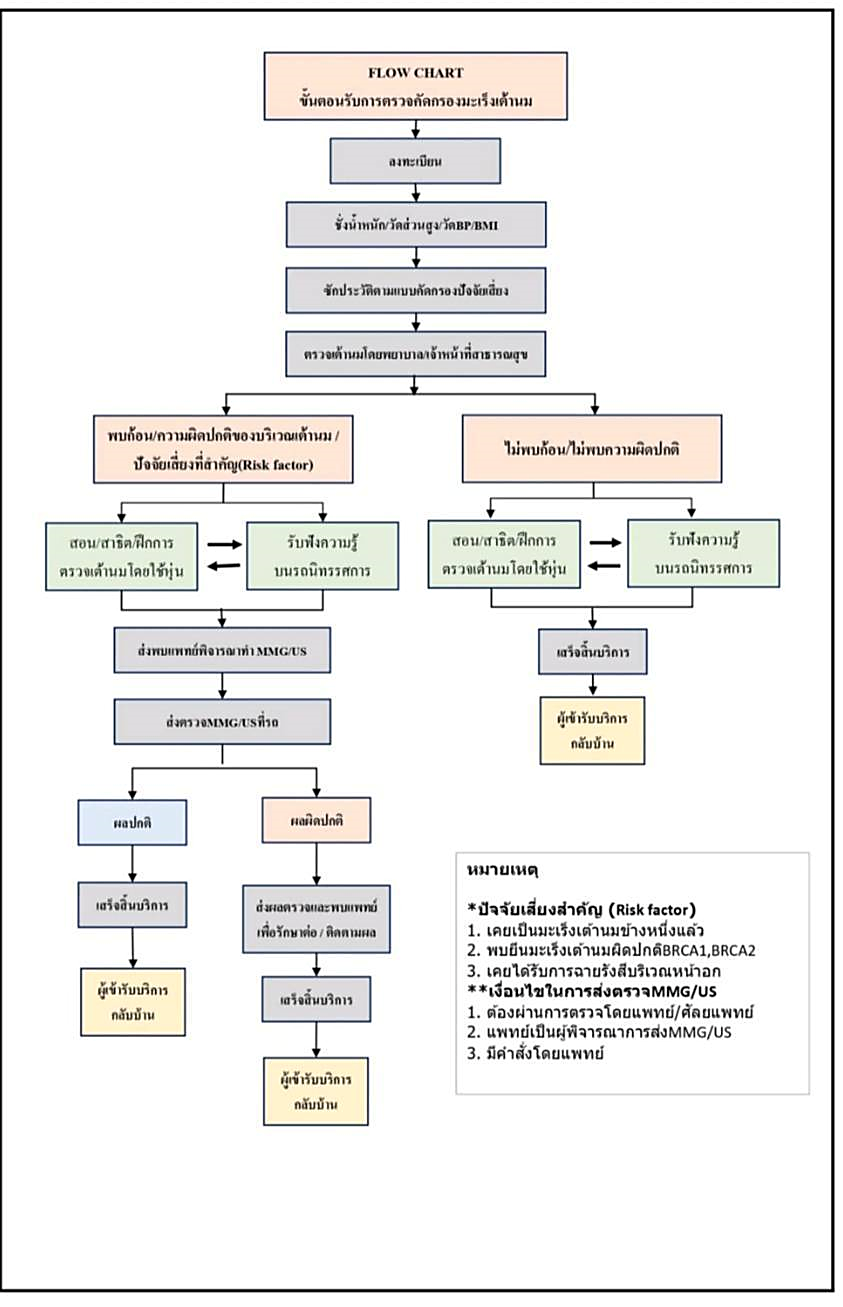 FLOW CHART
ขั้นตอนรับการตรวจคัดกรองมะเร็งเต้านม
ลงทะเบียน
ชั่งน้ำหนัก/วัดส่วนสูง/วัดBP/BMI
ซักประวัติตามแบบคัดกรองปัจจัยเสี่ยง
ตรวจเต้านมโดยพยาบาล/เจ้าหน้าที่สาธารณสุข
พบก้อน/ความผิดปกติของบริเวณเต้านม /
ปัจจัยเสี่ยงที่สำคัญ(Risk factor)
ไม่พบก้อน/ไม่พบความผิดปกติ
สอน/สาธิต/ฝึกการ
ตรวจเต้านมโดยใช้หุ่น
รับฟังความรู้
บนรถนิทรรศการ
สอน/สาธิต/ฝึกการ
ตรวจเต้านมโดยใช้หุ่น
รับฟังความรู้
บนรถนิทรรศการ
ส่งพบแพทย์พิจารณาทำ MMG/US
ส่งตรวจMMG/USที่รถ
เสร็จสิ้นบริการ
ผู้เข้ารับบริการ
กลับบ้าน
ผลปกติ
เสร็จสิ้นบริการ
ผู้เข้ารับบริการ
กลับบ้าน
ผลผิดปกติ
ส่งผลตรวจและพบแพทย์
เพื่อรักษาต่อ / ติดตามผล
เสร็จสิ้นบริการ
ผู้เข้ารับบริการ
กลับบ้าน
หมายเหตุ
*ปัจจัยเสี่ยงสำคัญ (Risk factor)
1. เคยเป็นมะเร็งเต้านมข้างหนึ่งแล้ว
2. พบยีนมะเร็งเต้านมผิดปกติBRCA1,BRCA2
3. เคยได้รับการฉายรังสีบริเวณหน้าอก
**เงื่อนไขในการส่งตรวจMMG/US
1. ต้องผ่านการตรวจโดยแพทย์/ศัลยแพทย์
2. แพทย์เป็นผู้พิจารณาการส่งMMG/US
3. มีคำสั่งโดยแพทย์